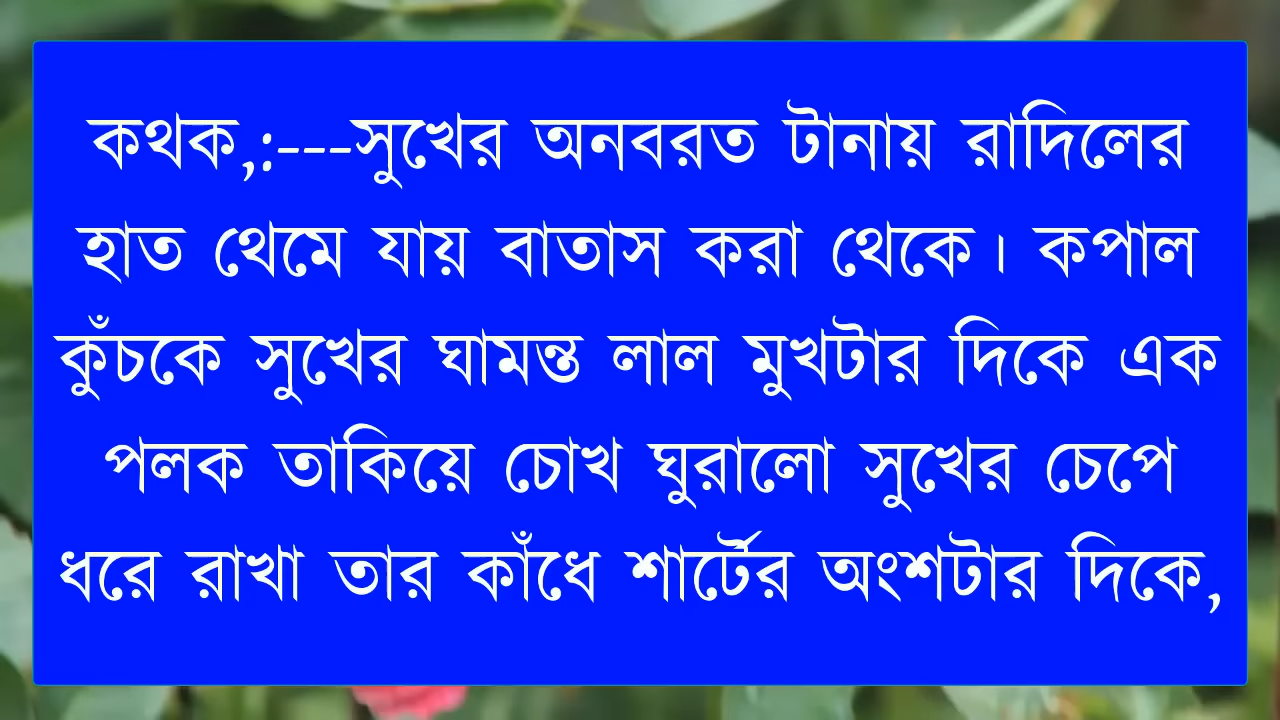 কথক,:---সুখের অনবরত টানায় রাদিলের
হাত থেমে যায় বাতাস করা থেকে। কপাল
কুঁচকে সুখের ঘামন্ত লাল মুখটার দিকে এক
পলক তাকিয়ে চোখ ঘুরালো সুখের চেপে
ধরে রাখা তার কাঁধে শার্টের অংশটার দিকে,